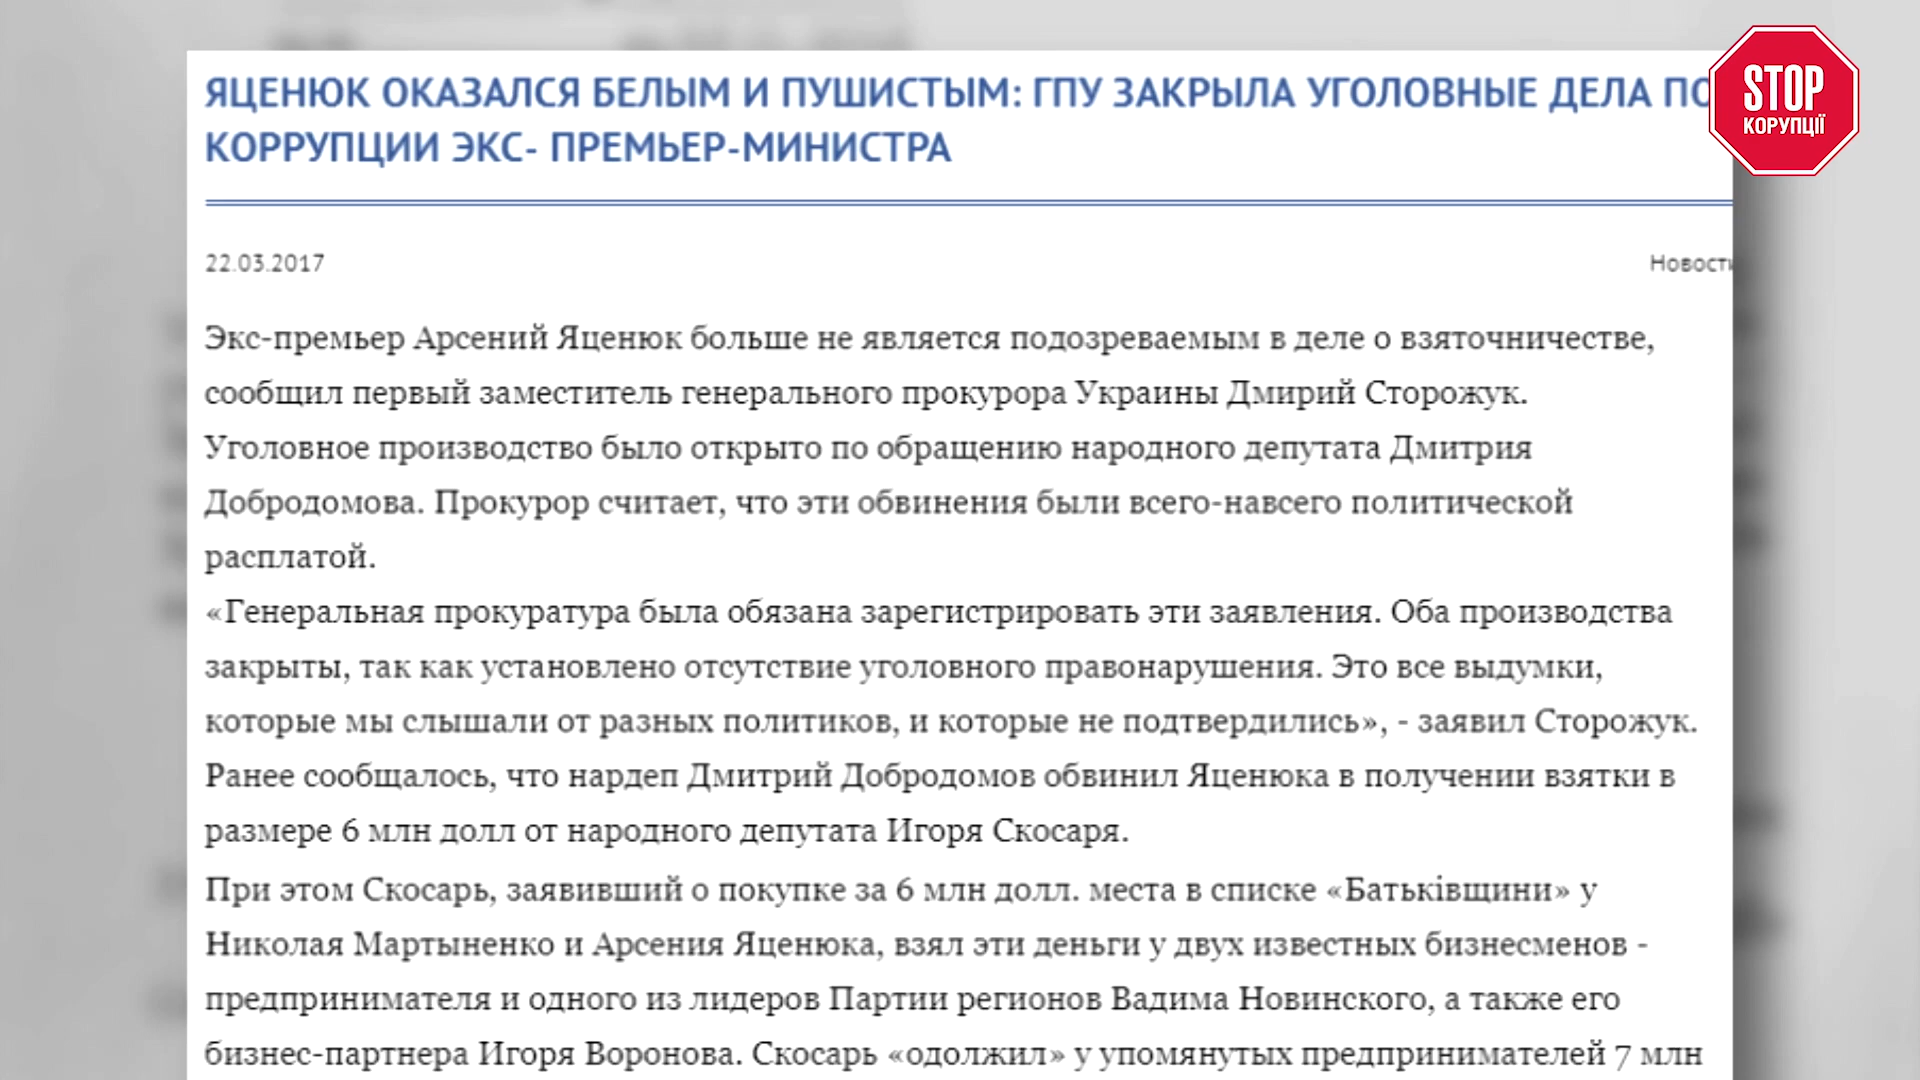 ЯЦЕНЮК ОКАЗАЛСЯ БЕЛЫМ И ПУШИСТЫМ: ГПУ ЗАКРЫЛА УГОЛОВНЫЕ ДЕЛА ПО
КОРРУПЦИИ ЭКС- ПРЕМЬЕР-МИНИСТРА
STOP
КОРУПЦІЇ
22.03.2017
Новости
Экс-премьер Арсений Яценюк больше не является подозреваемым в деле о взяточничестве,
сообщил первый заместитель генерального прокурора Украины Дмирий Сторожук.
Уголовное производство было открыто по обращению народного депутата Дмитрия
Добродомова. Прокурор считает, что эти обвинения были всего-навсего политической
расплатой.
«Генеральная прокуратура была обязана зарегистрировать эти заявления. Оба производства
закрыты, так как установлено отсутствие уголовного правонарушения. Это все выдумки,
которые мы слышали от разных политиков, и которые не подтвердились», - заявил Сторожук.
Ранее сообщалось, что нардеп Дмитрий Добродомов обвинил Яценюка в получении взятки в
размере 6 млн долл от народного депутата Игоря Скосаря.
При этом Скосарь, заявивший о покупке за 6 млн долл. места в списке «Батьківщини» у
Николая Мартыненко и Арсения Яценюка, взял эти деньги у двух известных бизнесменов -
предпринимателя и одного из лидеров Партии регионов Вадима Новинского, а также его
бизнес-партнера Игоря Воронова. Скосарь «одолжил» у упомянутых предпринимателей 7 млн